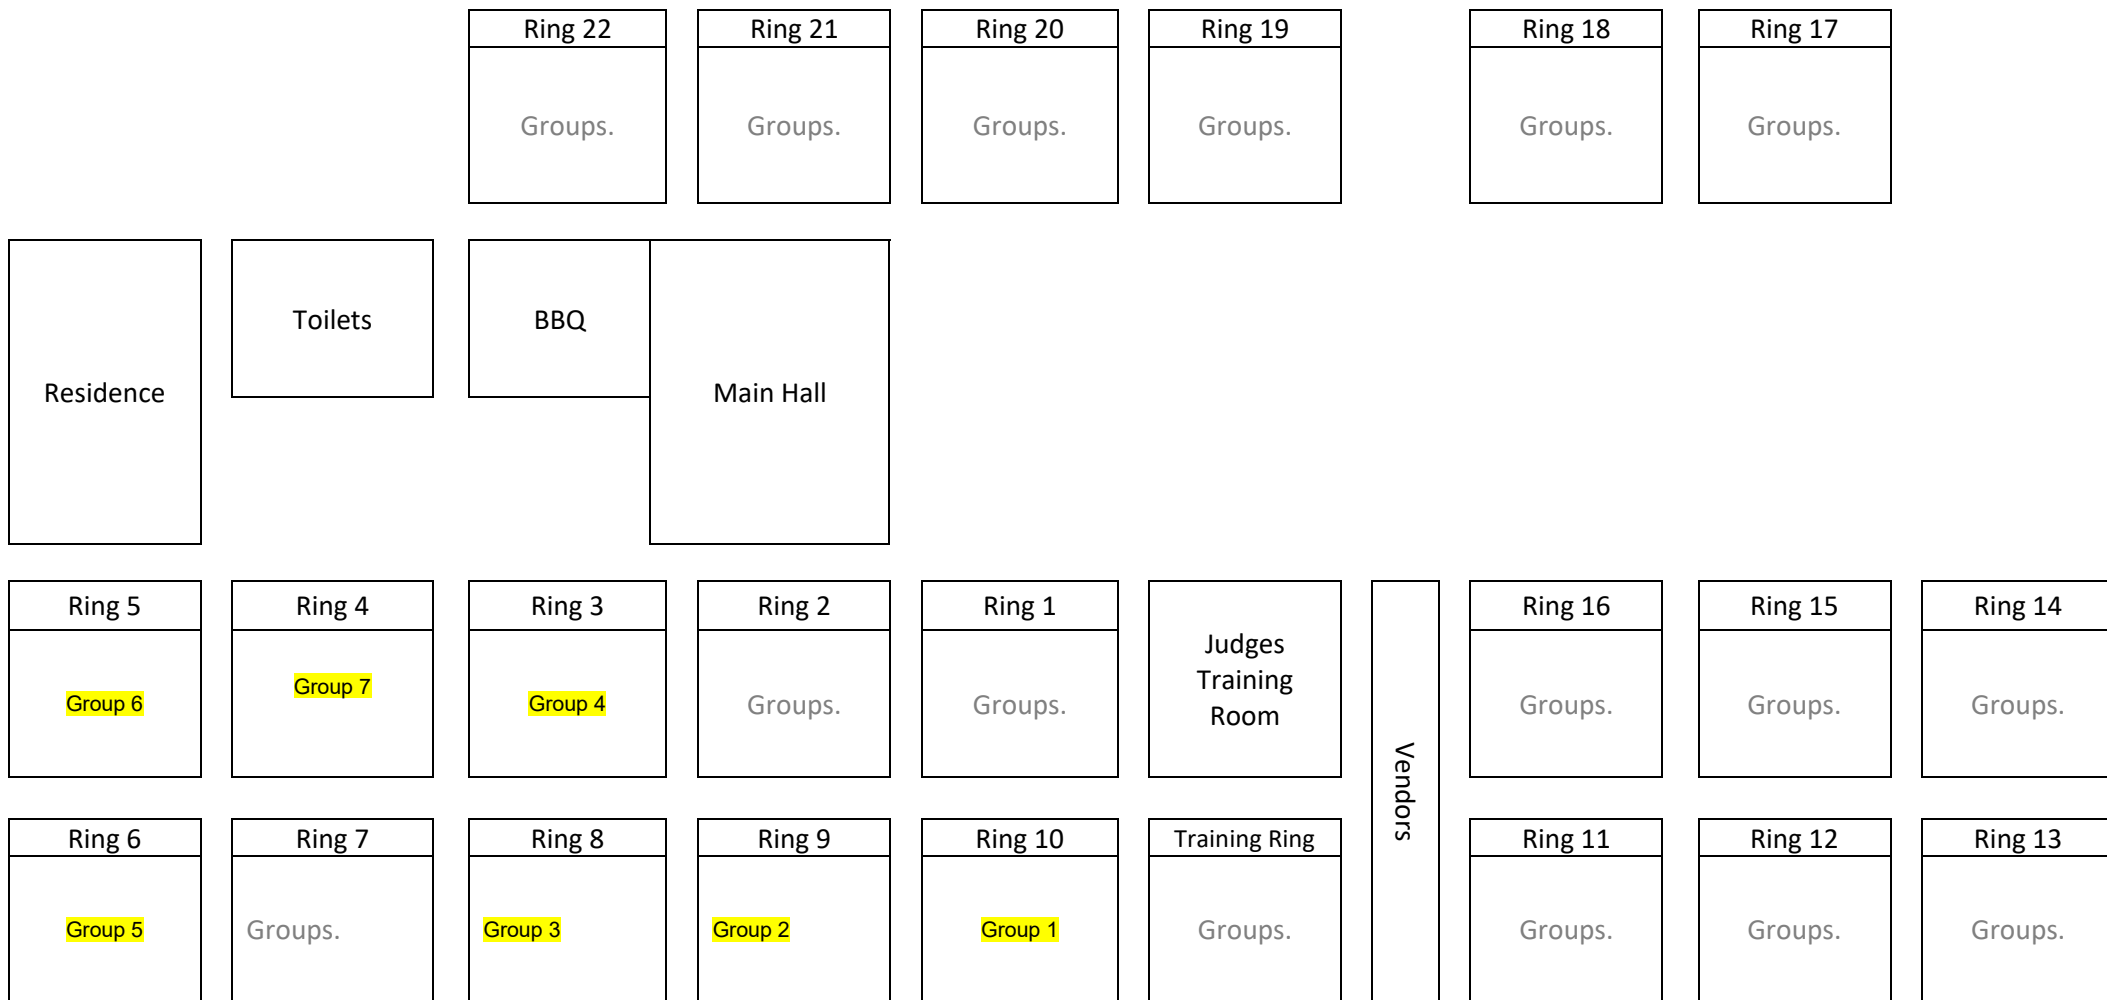 Ring 22
Ring 21
Ring 20
Ring 19
Ring 18
Ring 17
Groups.
Groups.
Groups.
Groups.
Groups.
Groups.
Residence
Toilets
BBQ
Main Hall
Ring 5
Ring 4
Ring 3
Ring 2
Ring 1
Judges
Training
Room
Vendors
Ring 16
Ring 15
Ring 14
Group 6
Group 7
Group 4
Groups.
Groups.
Groups.
Groups.
Groups.
Ring 6
Ring 7
Ring 8
Ring 9
Ring 10
Training Ring
Ring 11
Ring 12
Ring 13
Group 5
Groups.
Group 3
Group 2
Group 1
Groups.
Groups.
Groups.
Groups.